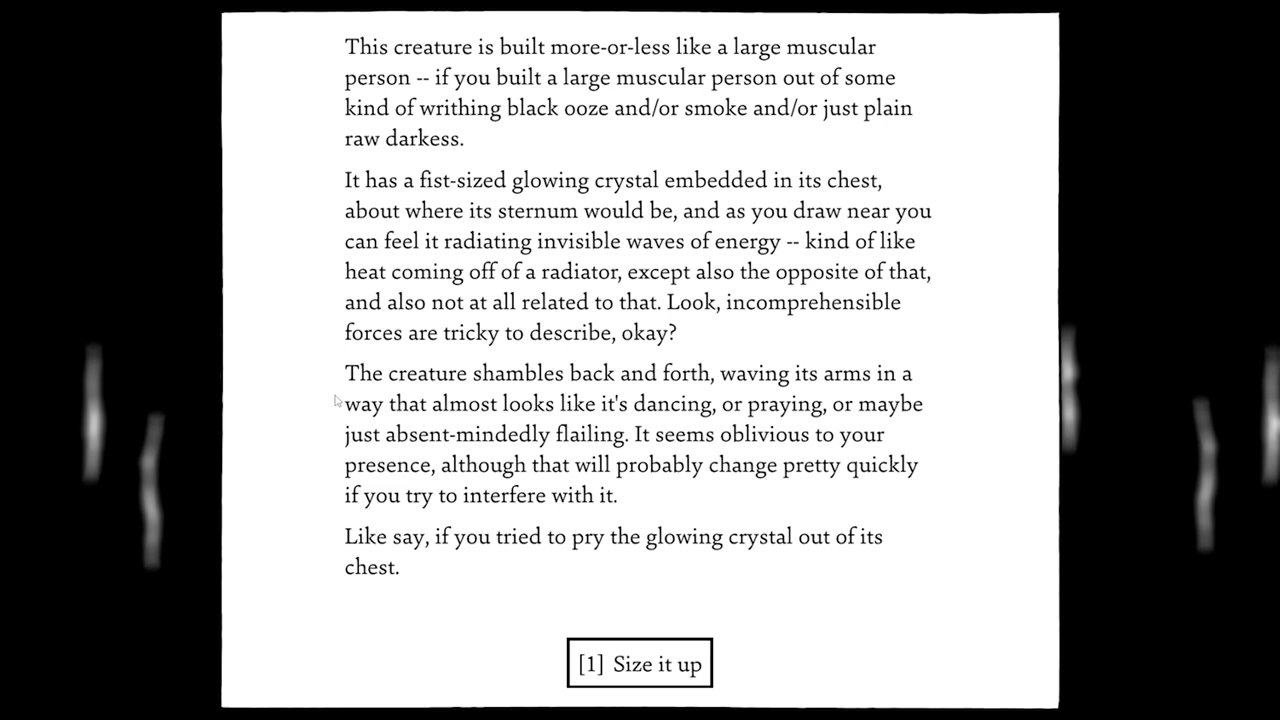 This creature is built more-or-less like a large muscular
person -- if you built a large muscular person out of some
kind of writhing black ooze and/or smoke and/or just plain
raw darkess.
It has a fist-sized glowing crystal embedded in its chest,
about where its sternum would be, and as you draw near you
can feel it radiating invisible waves of energy -- kind of like
heat coming off of a radiator, except also the opposite of that,
and also not at all related to that. Look, incomprehensible
forces are tricky to describe, okay?
The creature shambles back and forth, waving its arms in a
way that almost looks like it's dancing, or praying, or maybe
just absent-mindedly flailing. It seems oblivious to your
presence, although that will probably change pretty quickly
if you try to interfere with it.
Like say, if you tried to pry the glowing crystal out of its
chest.
[1] Size it up